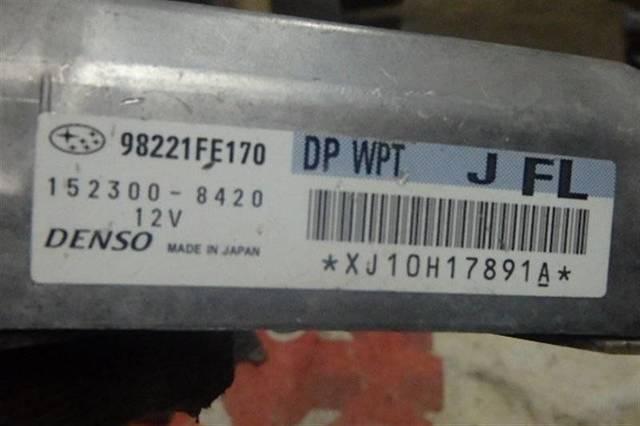 98221FE170 DP WPT J FL
152300-8420
12V
DENSO MADE IN JAPAN
*XJ10H17891A*